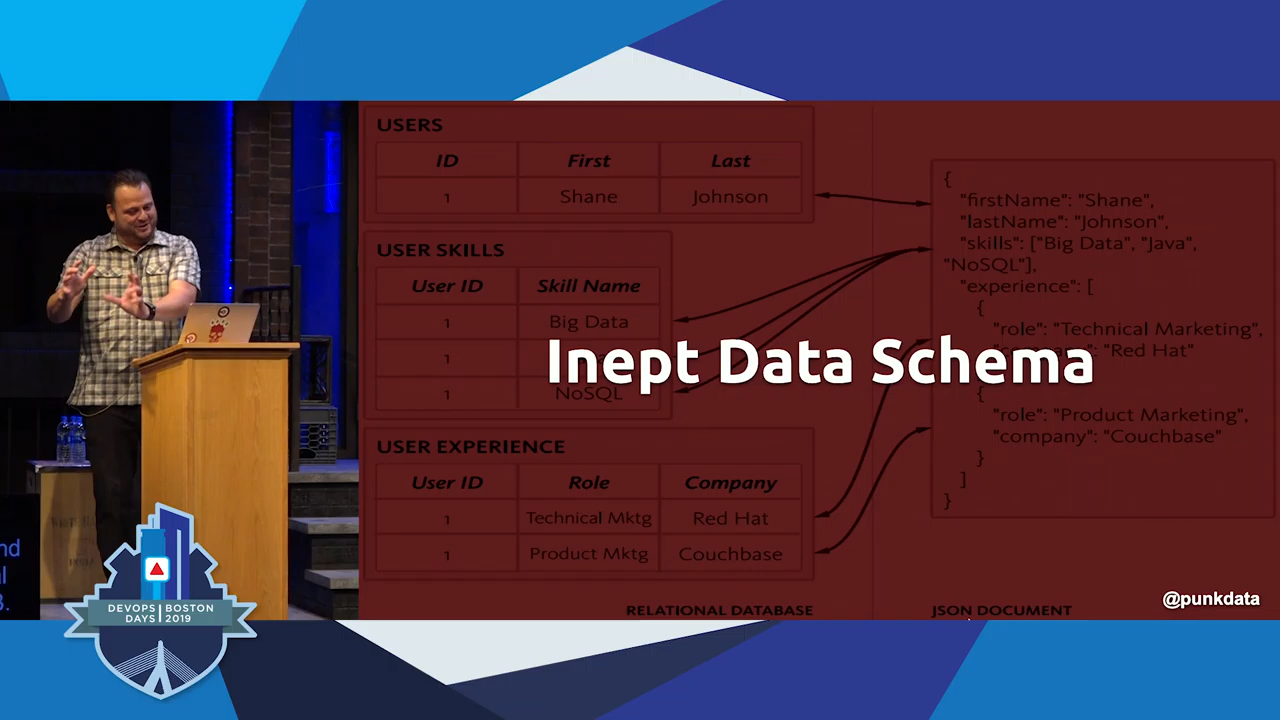 USERS
ID First Last
1 Shane Johnson
USER SKILLS
User ID Skill Name
1 Big Data
1
1 NoSQL
USER EXPERIENCE
User ID Role Company
1 Technical Mktg Red Hat
1 Product Mktg Couchbase
RELATIONAL DATABASE
{
"firstName": "Shane",
"lastName": "Johnson",
"skills": ["Big Data", "Java",
"NoSQL"],
"experience": [
{
"role": "Technical Marketing",
"Red Hat"
{
"role": "Product Marketing",
"company": "Couchbase"
}
]
}
JSON DOCUMENT
Inept Data Schema
@punkdata
DEVOPS BOSTON
DAYS 2019